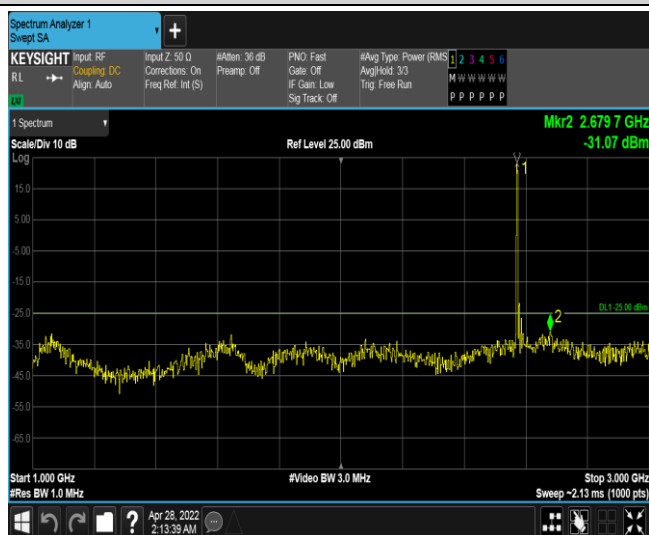 Spectrum Analyzer 1
Swept SA
+
KEYSIGHT
RL
Input: RF
Coupling: DC
Align: Auto
Input Z: 50 Ω
Corrections: On
Freq Ref: Int (S)
#Atten: 36 dB
Preamp: Off
PNO: Fast
Gate: Off
IF Gain: Low
Sig Track: Off
#Avg Type: Power (RMS
Avg|Hold: 3/3
Trig: Free Run
1 2 3 4 5 6
M W W W W W
P P P P P P
1 Spectrum
Mkr2 2.679 7 GHz
Scale/Div 10 dB
Ref Level 25.00 dBm
-31.07 dBm
Log
1
15.0
5.00
-5.00
-15.0
-25.0
DL1 -25.00 dBm
2
-35.0
-45.0
-55.0
-65.0
Start 1.000 GHz
#Video BW 3.0 MHz
Stop 3.000 GHz
#Res BW 1.0 MHz
Sweep ~2.13 ms (1000 pts)
?
Apr 28, 2022
2:13:39 AM